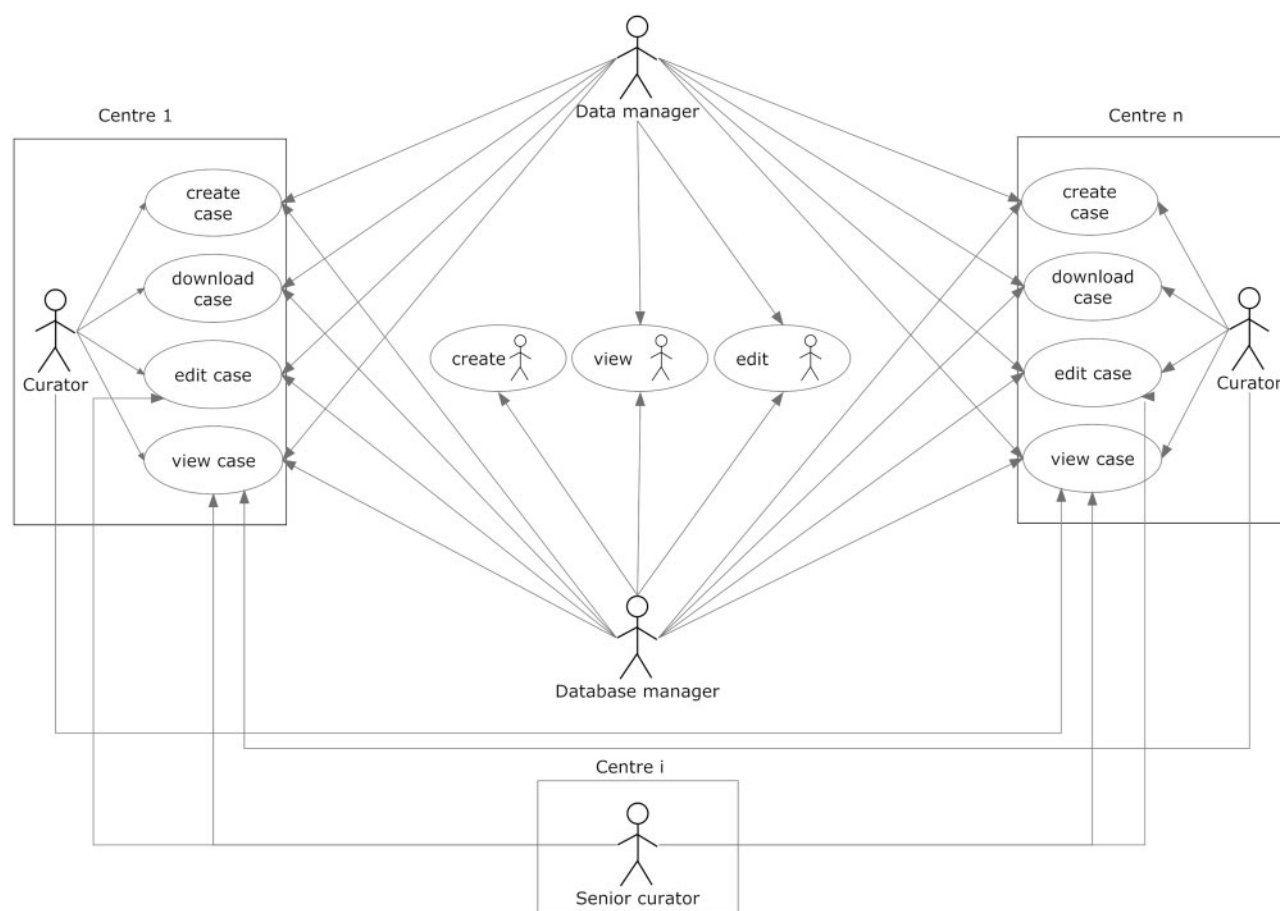 Data manager
Centre 1
Centre n
create
case
download
case
edit case
view case
Curator
create
view
edit
create
case
download
case
edit case
view case
Curator
Database manager
Centre i
Senior curator